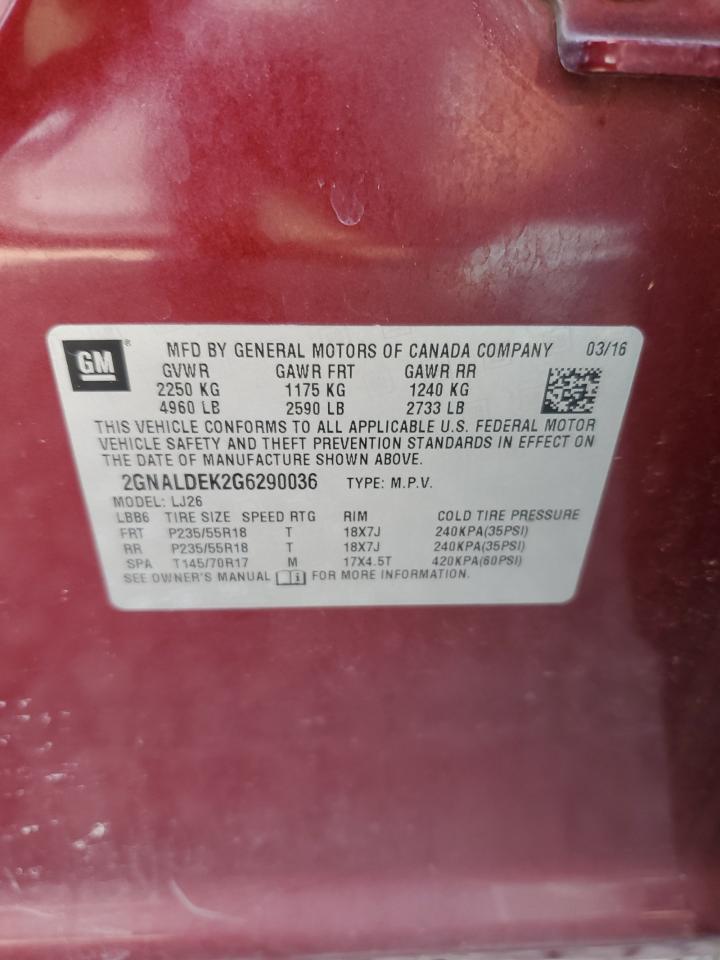 GM ®
MFD BY GENERAL MOTORS OF CANADA COMPANY 03/16
GVWR GAWR FRT GAWR RR
2250 KG 1175 KG 1240 KG
4960 LB 2590 LB 2733 LB
THIS VEHICLE CONFORMS TO ALL APPLICABLE U.S. FEDERAL MOTOR
VEHICLE SAFETY AND THEFT PREVENTION STANDARDS IN EFFECT ON
THE DATE OF MANUFACTURE SHOWN ABOVE.
2GNALDEK2G6290036 TYPE: M.P.V.
MODEL: LJ26
LBB6 TIRE SIZE SPEED RTG RIM COLD TIRE PRESSURE
FRT P235/55R18 T 18X7J 240KPA(35PSI)
RR P235/55R18 T 18X7J 240KPA(35PSI)
SPA T145/70R17 M 17X4.5T 420KPA(60PSI)
SEE OWNER'S MANUAL FOR MORE INFORMATION.